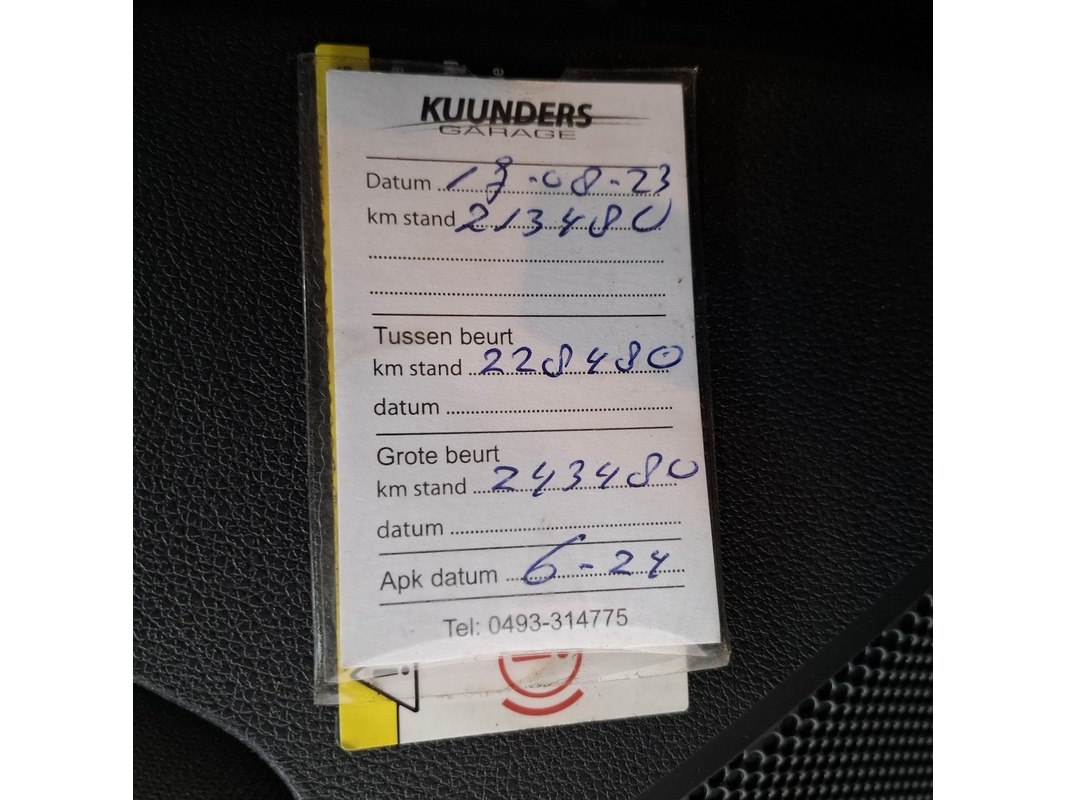 KUUNDERS
GARAGE
Datum 18-08-23
km stand 213480
Tussen beurt
km stand 228480
datum
Grote beurt
km stand 243480
datum
Apk datum 6-24
Tel: 0493-314775